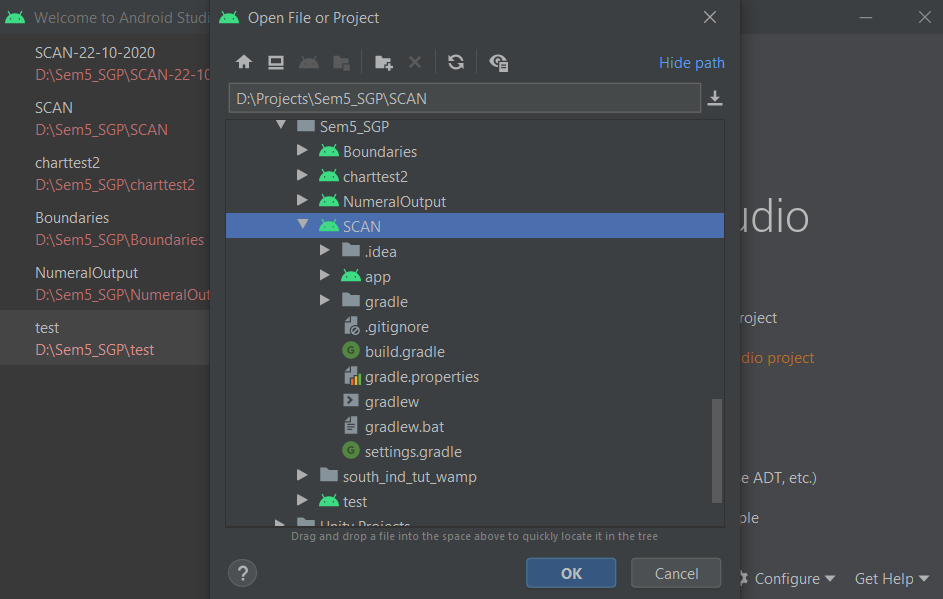 Welcome to Android Studi
SCAN-22-10-2020
D:\Sem5_SGP\SCAN-22-10
SCAN
D:\Sem5_SGP\SCAN
charttest2
D:\Sem5_SGP\charttest2
Boundaries
D:\Sem5_SGP\Boundaries
NumeralOutput
D:\Sem5_SGP\NumeralOut
test
D:\Sem5_SGP\test
Open File or Project
Hide path
D:\Projects\Sem5_SGP\SCAN
Sem5_SGP
Boundaries
charttest2
NumeralOutput
SCAN
.idea
app
gradle
.gitignore
build.gradle
gradle.properties
gradlew
gradlew.bat
settings.gradle
south_ind_tut_wamp
test
Unity Projects
Drag and drop a file into the space above to quickly locate it in the tree
?
OK
Cancel
udio
roject
dio project
e ADT, etc.)
ple
Configure
Get Help